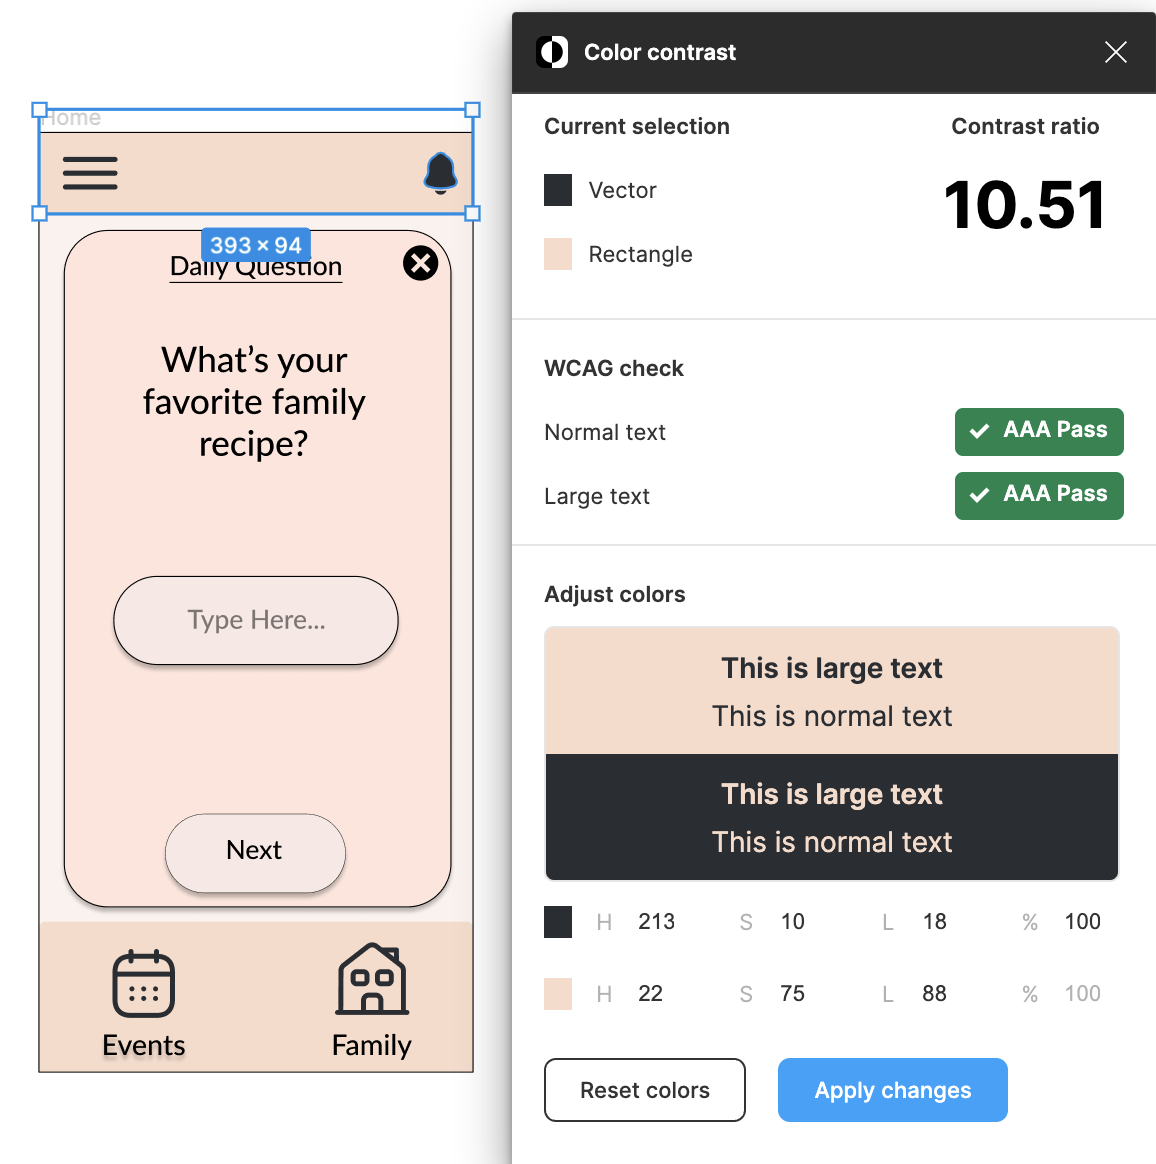 Home
393 × 94
Daily Question
What's your
favorite family
recipe?
Type Here...
Next
Events
Family
Color contrast
Current selection
Contrast ratio
Vector
10.51
Rectangle
WCAG check
Normal text
AAA Pass
Large text
AAA Pass
Adjust colors
This is large text
This is normal text
This is large text
This is normal text
H 213 S 10 L 18 % 100
H 22 S 75 L 88 % 100
Reset colors
Apply changes